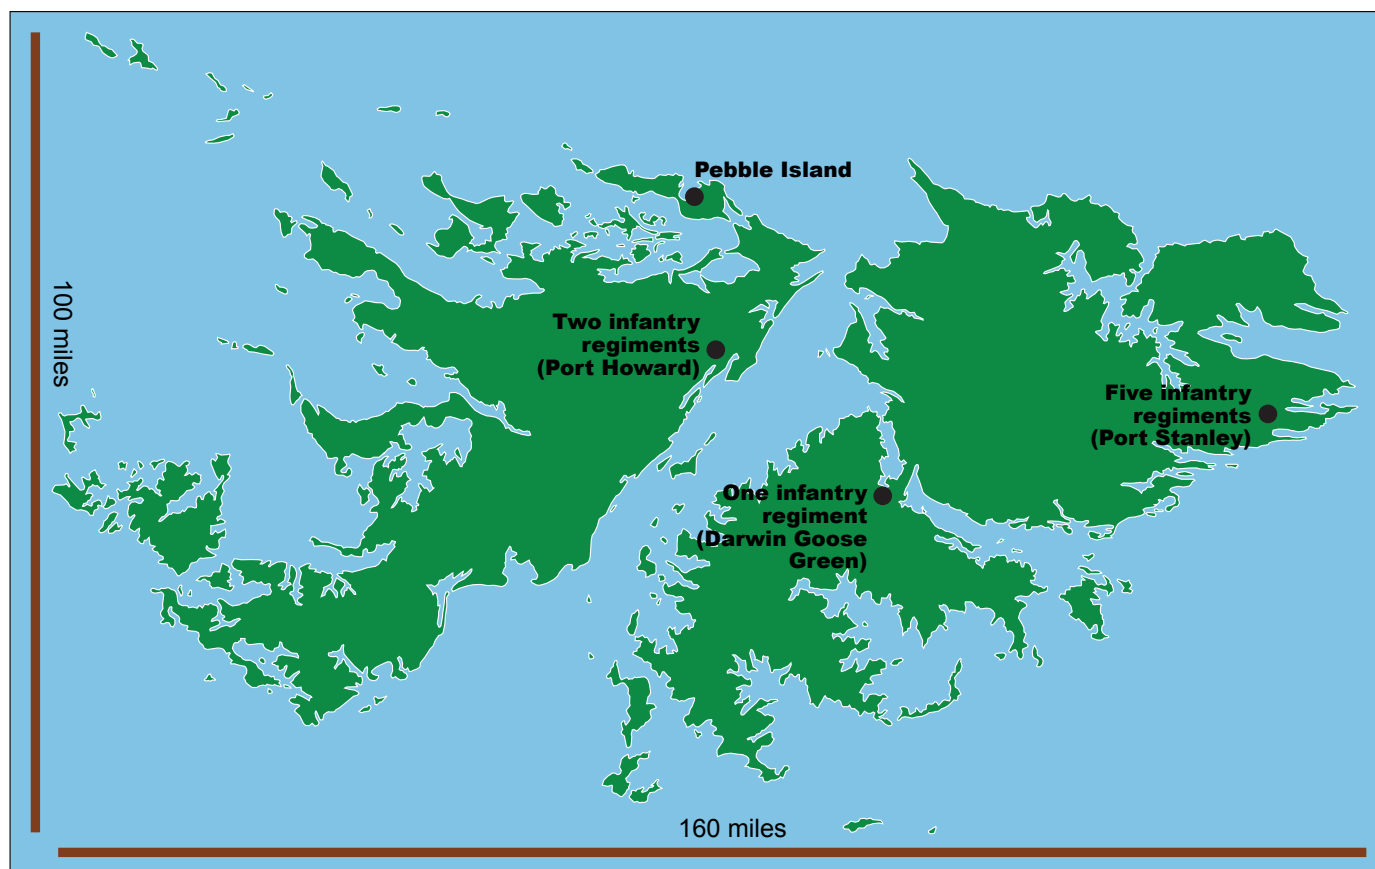 Pebble Island
100 miles
Two infantry
regiments
(Port Howard)
Five infantry
regiments
(Port Stanley)
One infantry
regiment
(Darwin Goose
Green)
160 miles